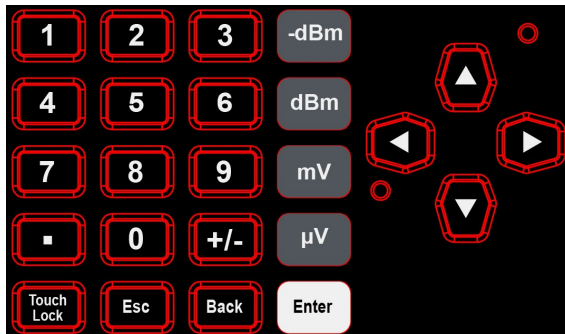 1 2 3 -dBm
4 5 6 dBm
7 8 9 mV
. 0 +/- µV
Touch
Lock Esc Back Enter